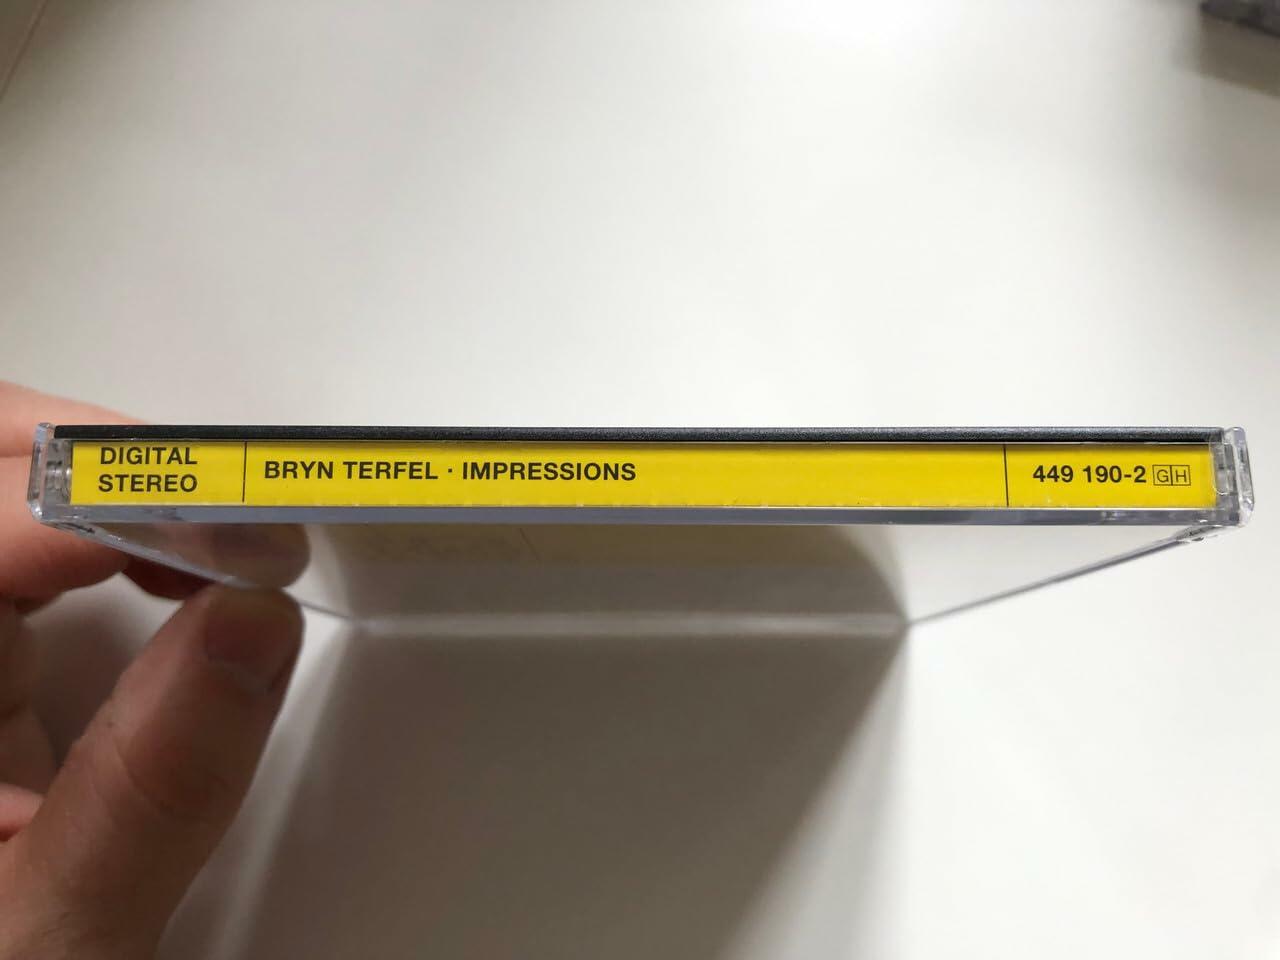 DIGITAL
STEREO
BRYN TERFEL · IMPRESSIONS
449 190-2 GH